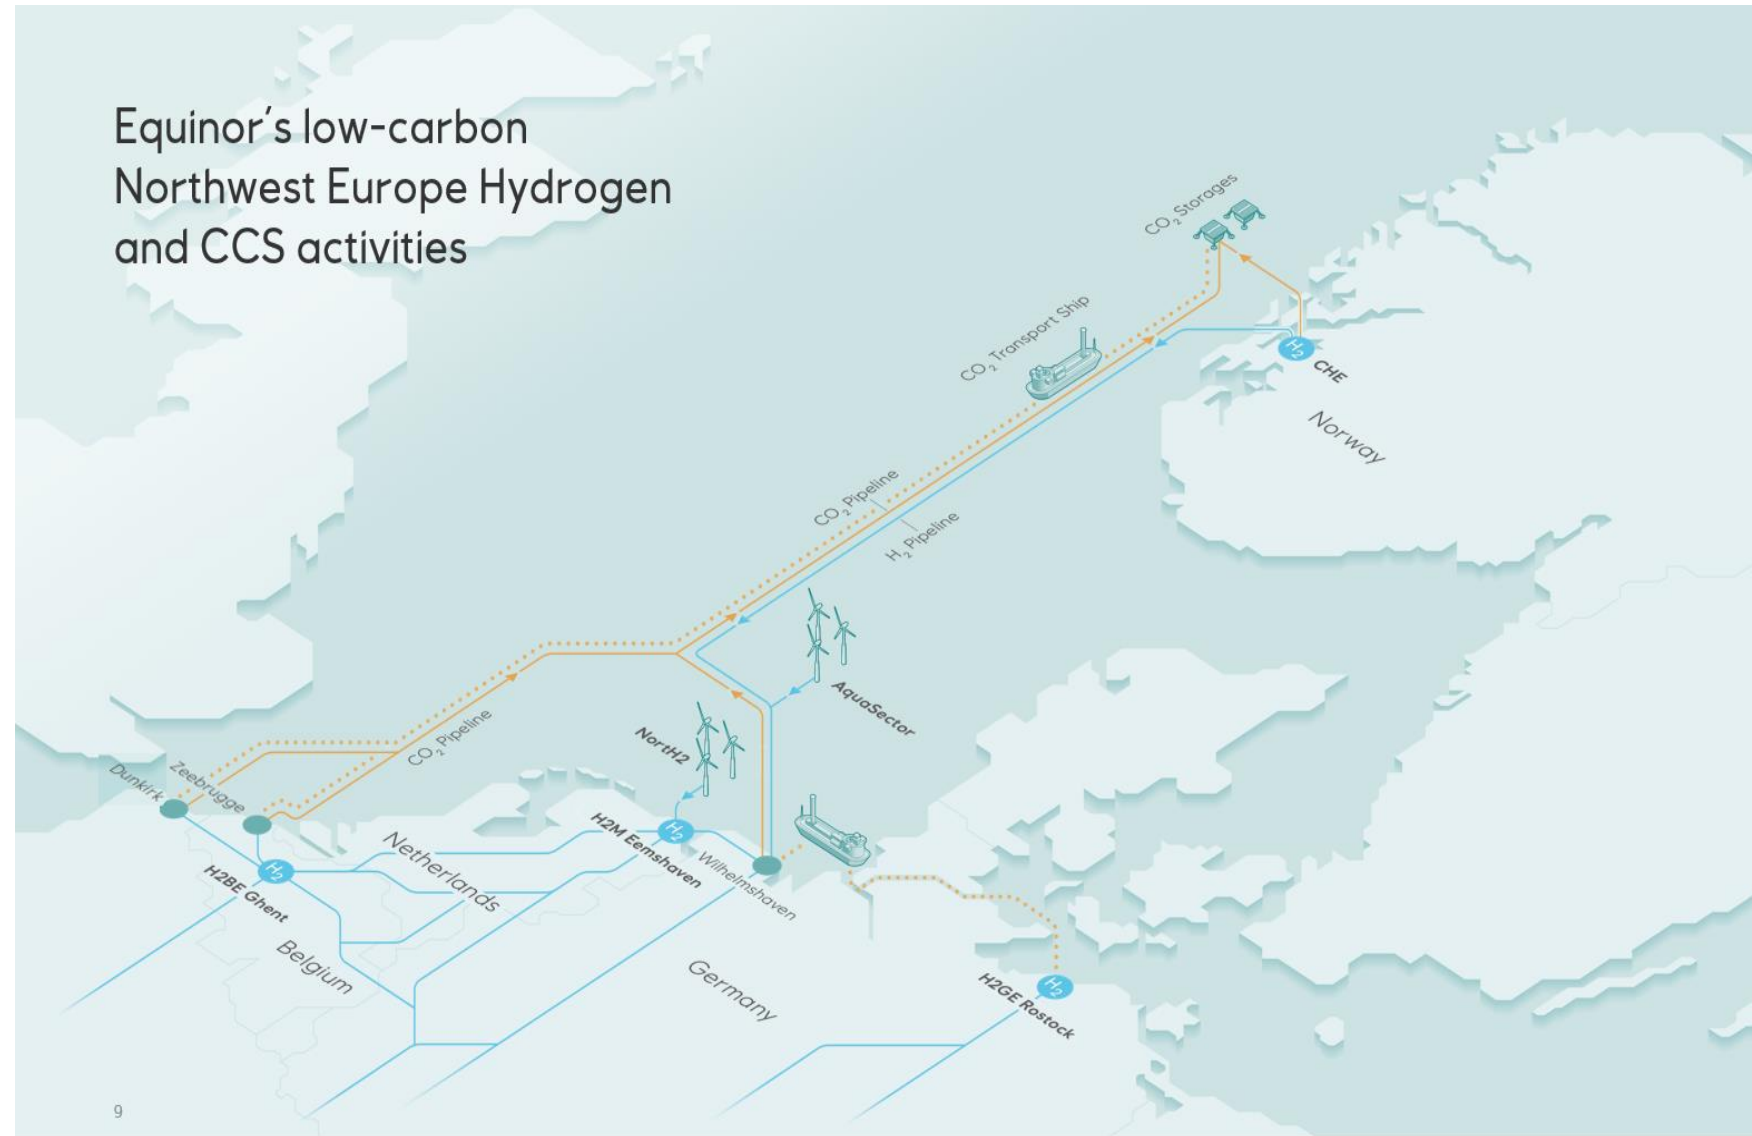 Equinor's low-carbon
Northwest Europe Hydrogen
and CCS activities
CO₂ Storages
CO₂ Transport Ship
H₂
CHE
Norway
CO₂ Pipeline
H₂ Pipeline
AquaSector
NortH2
CO₂ Pipeline
Dunkirk
Zeebrugge
H₂
H2BE Ghent
Netherlands
H2M Eemshaven
H₂
Wilhelmshaven
Belgium
Germany
H₂
H2GE Rostock
9